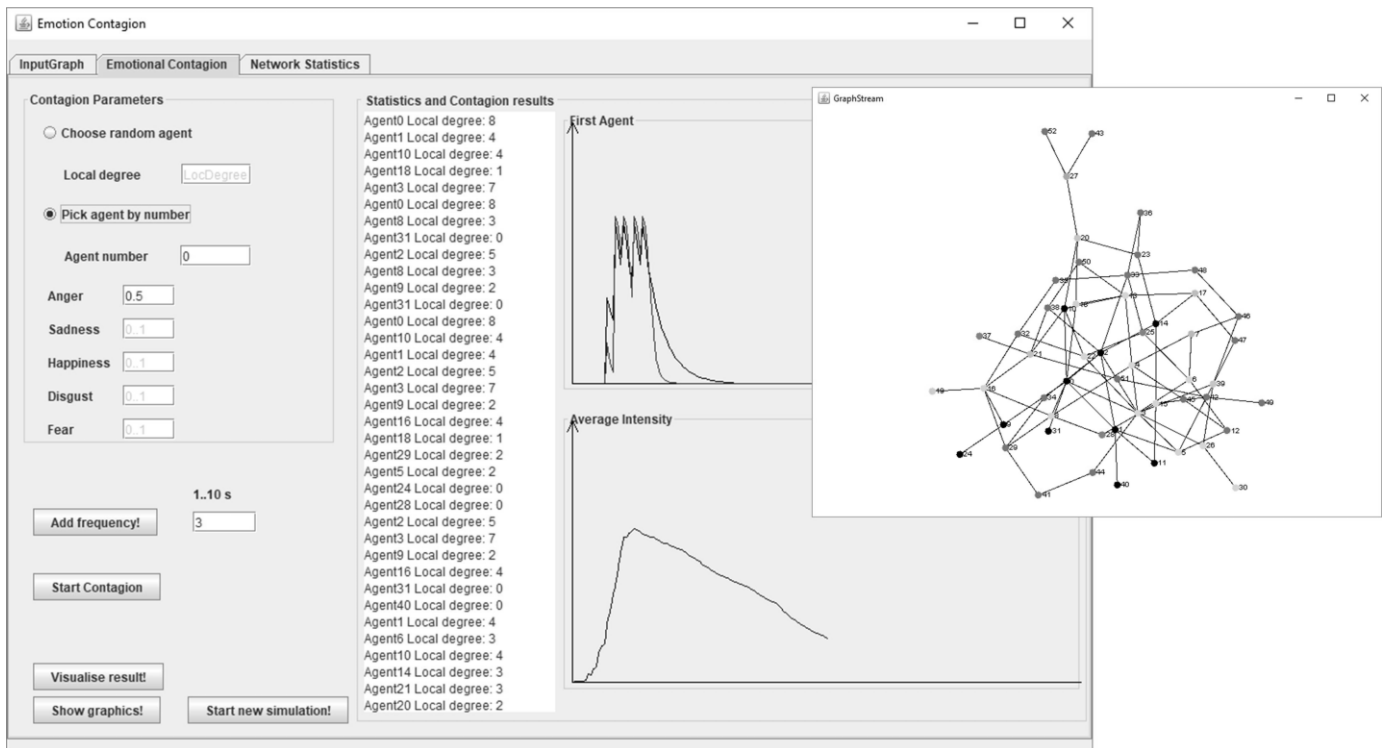 Emotion Contagion
InputGraph
Emotional Contagion
Network Statistics
Contagion Parameters
Choose random agent
Local degree
LocDegree
Pick agent by number
Agent number
0
Anger
0.5
Sadness
0..1
Happiness
0..1
Disgust
0..1
Fear
0..1
1..10 s
Add frequency!
3
Start Contagion
Visualise result!
Show graphics!
Start new simulation!
Statistics and Contagion results
Agent0 Local degree: 8
Agent1 Local degree: 4
Agent10 Local degree: 4
Agent18 Local degree: 1
Agent3 Local degree: 7
Agent0 Local degree: 8
Agent8 Local degree: 3
Agent31 Local degree: 0
Agent2 Local degree: 5
Agent8 Local degree: 3
Agent9 Local degree: 2
Agent31 Local degree: 0
Agent0 Local degree: 8
Agent10 Local degree: 4
Agent1 Local degree: 4
Agent2 Local degree: 5
Agent3 Local degree: 7
Agent9 Local degree: 2
Agent16 Local degree: 4
Agent18 Local degree: 1
Agent29 Local degree: 2
Agent5 Local degree: 2
Agent24 Local degree: 0
Agent28 Local degree: 0
Agent2 Local degree: 5
Agent3 Local degree: 7
Agent9 Local degree: 2
Agent16 Local degree: 4
Agent31 Local degree: 0
Agent40 Local degree: 0
Agent1 Local degree: 4
Agent6 Local degree: 3
Agent10 Local degree: 4
Agent14 Local degree: 3
Agent21 Local degree: 3
Agent20 Local degree: 2
First Agent
Average Intensity
GraphStream
52
43
27
36
20
23
50
48
17
38
14
46
37
32
25
7
47
21
22
2
4
51
6
39
19
34
42
49
9
31
28
12
24
29
11
5
26
44
40
30
41